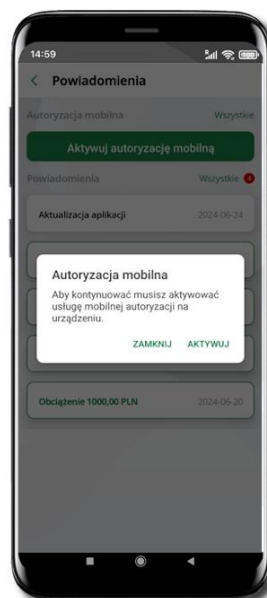 14:59
Powiadomienia
Autoryzacja mobilna Wszystkie
Aktywuj autoryzację mobilną
Powiadomienia Wszystkie 4
Aktualizacja aplikacji 2024-06-24
Autoryzacja mobilna
Aby kontynuować musisz aktywować
usługę mobilnej autoryzacji na
urządzeniu.
ZAMKNIJ AKTYWUJ
Obciążenie 1000,00 PLN 2024-06-20